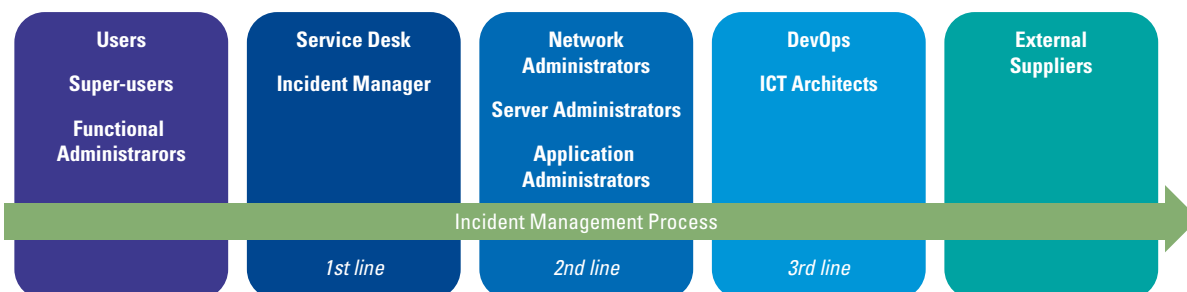 Users
Super-users
Functional
Administrarors
Service Desk
Incident Manager
Network
Administrators
Server Administrators
Application
Administrators
DevOps
ICT Architects
External
Suppliers
Incident Management Process
1st line
2nd line
3rd line